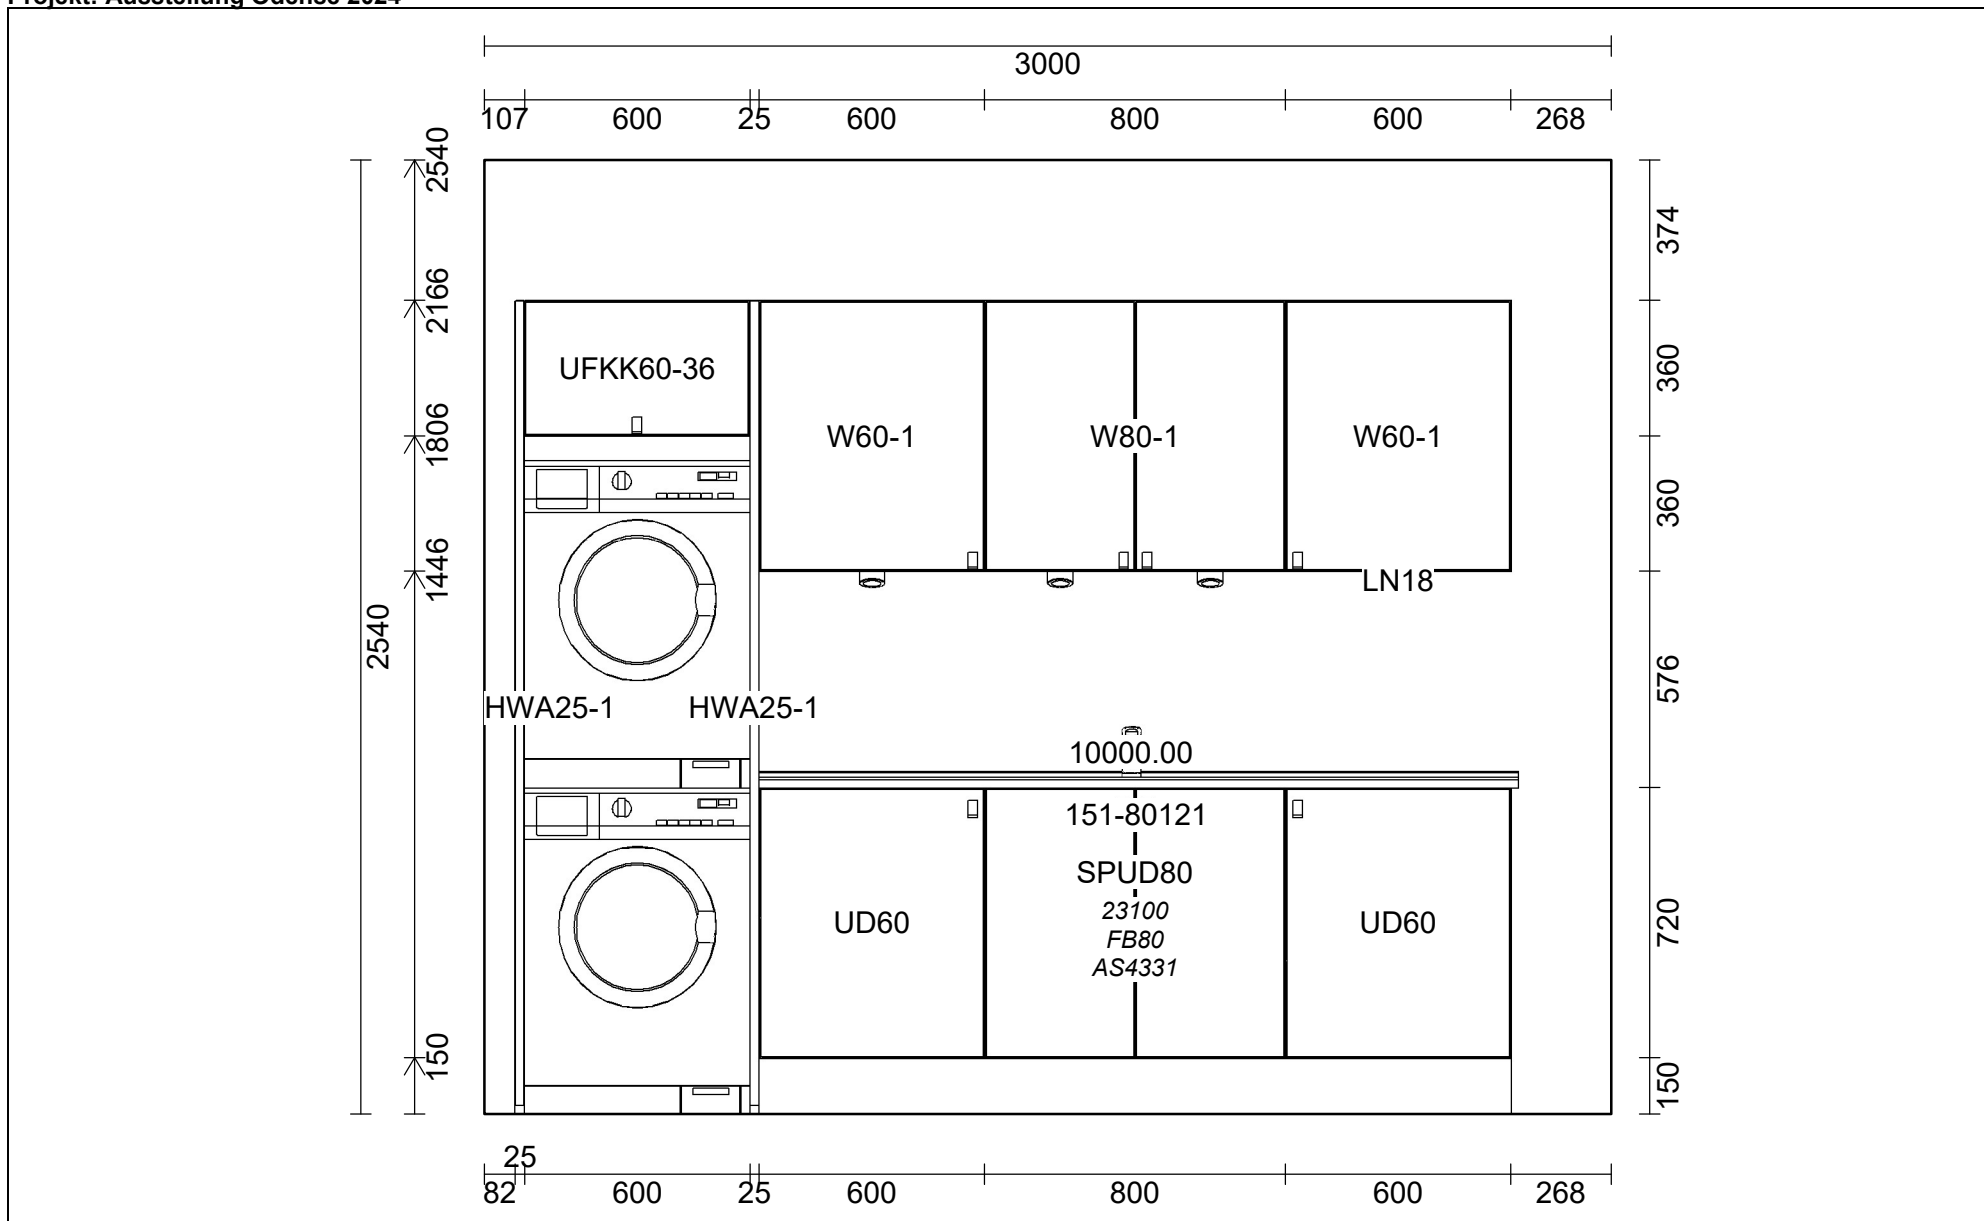 Projekt: Ausstellung Odense 2024
3000
107 600 25 600 800 600 268
2540
2166
1806
1446
150
2540
374
360
360
576
720
150
UFKK60-36
W60-1
W80-1
W60-1
LN18
HWA25-1
HWA25-1
10000.00
151-80121
SPUD80
23100
FB80
AS4331
UD60
UD60
25
82 600 25 600 800 600 268